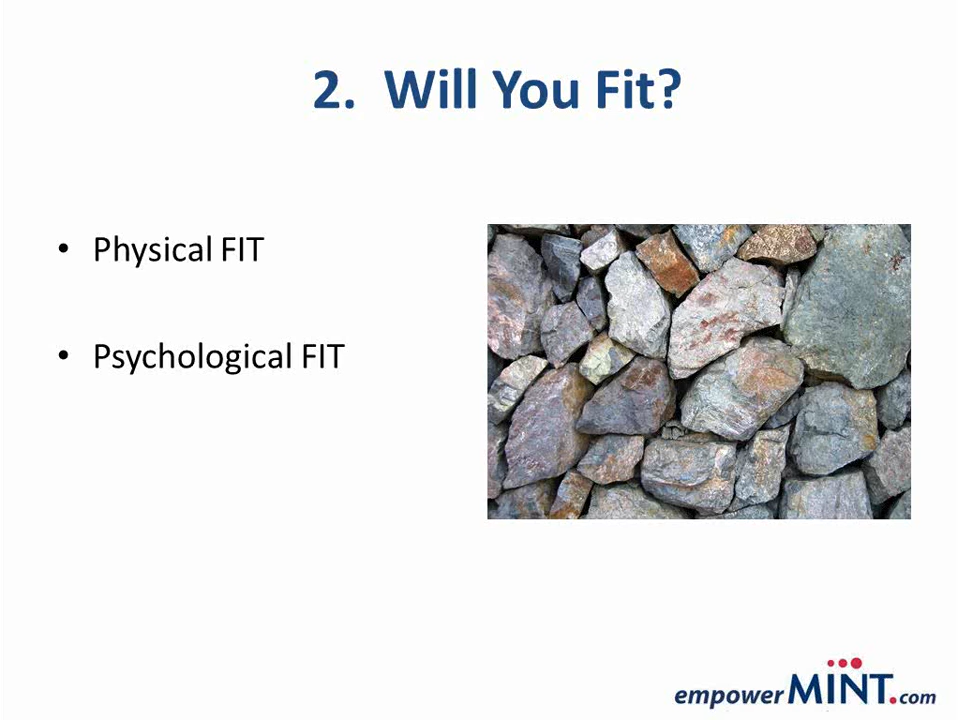 2. Will You Fit?
• Physical FIT
• Psychological FIT
empowerMINT.com